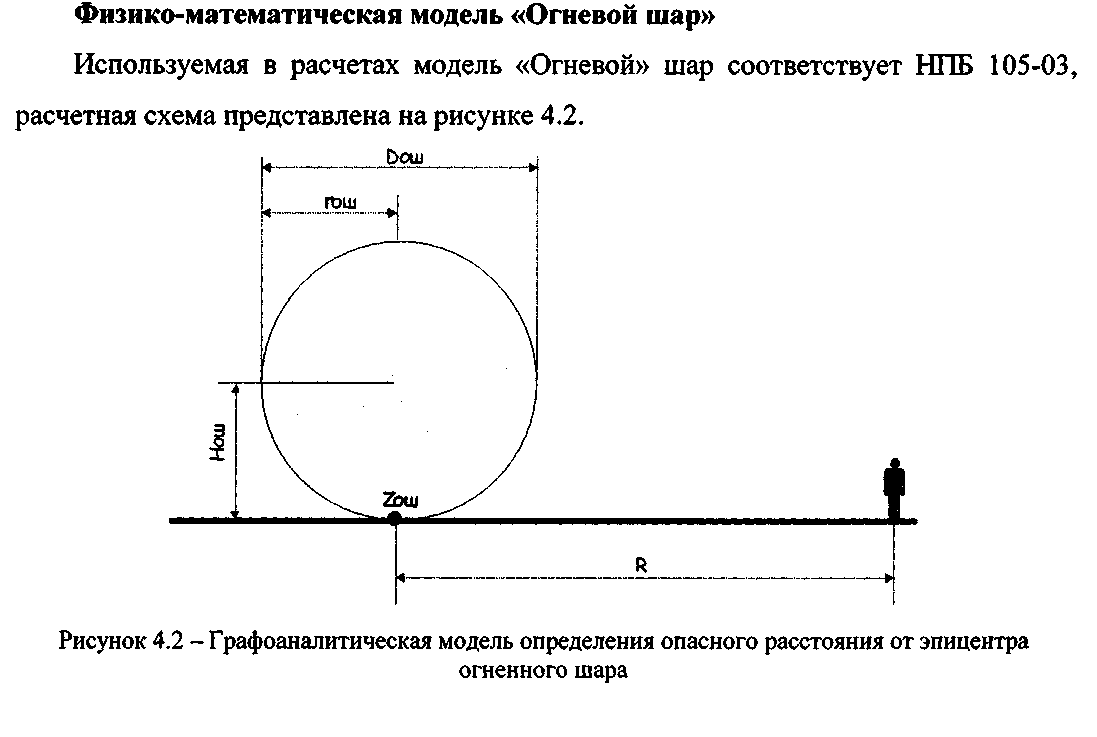 Физико-математическая модель «Огневой шар»
Используемая в расчетах модель «Огневой» шар соответствует НПБ 105-03,
расчетная схема представлена на рисунке 4.2.
Dош
rош
Hош
Zош
R
Рисунок 4.2 – Графоаналитическая модель определения опасного расстояния от эпицентра
огненного шара